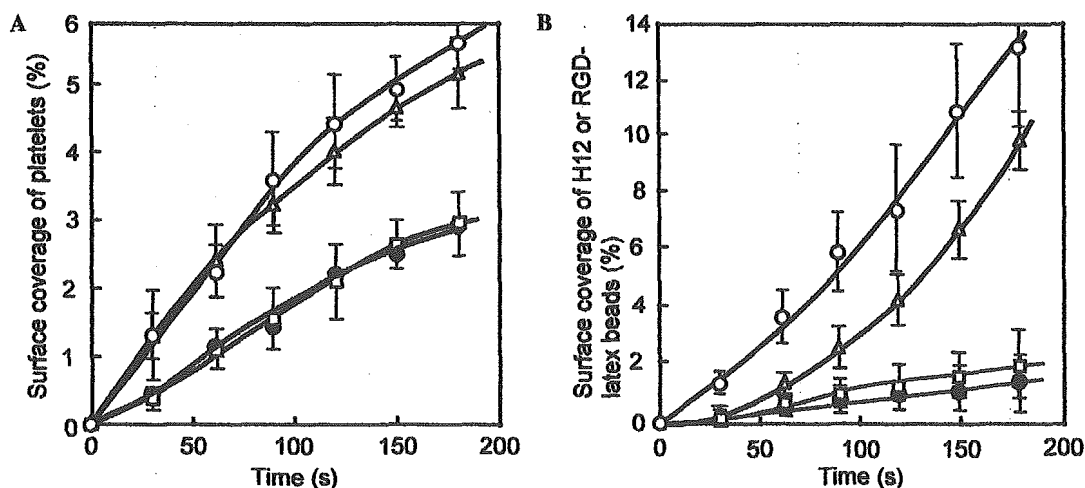 A
Surface coverage of platelets (%)
6
5
4
3
2
1
0
0 50 100 150 200
Time (s)
B
Surface coverage of H12 or RGD-
latex beads (%)
14
12
10
8
6
4
2
0
0 50 100 150 200
Time (s)